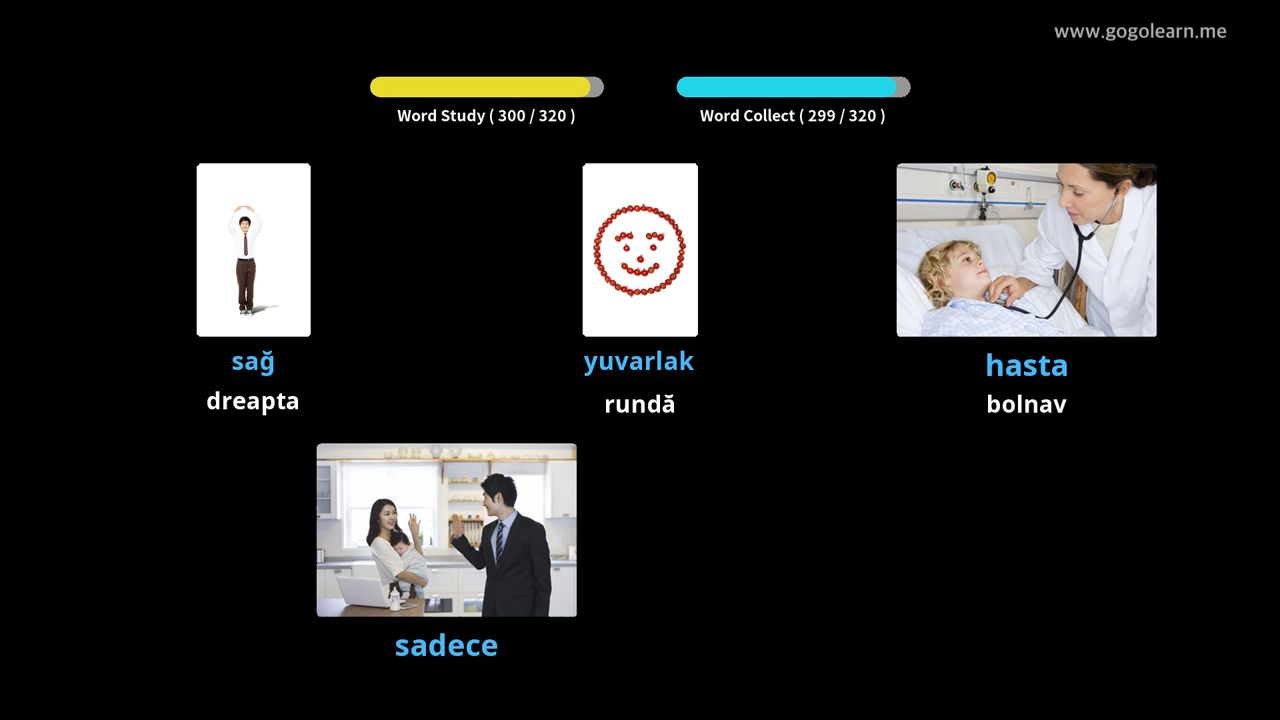 www.gogolearn.me
Word Study ( 300 / 320 )
Word Collect ( 299 / 320 )
sağ
dreapta
yuvarlak
rundă
hasta
bolnav
sadece